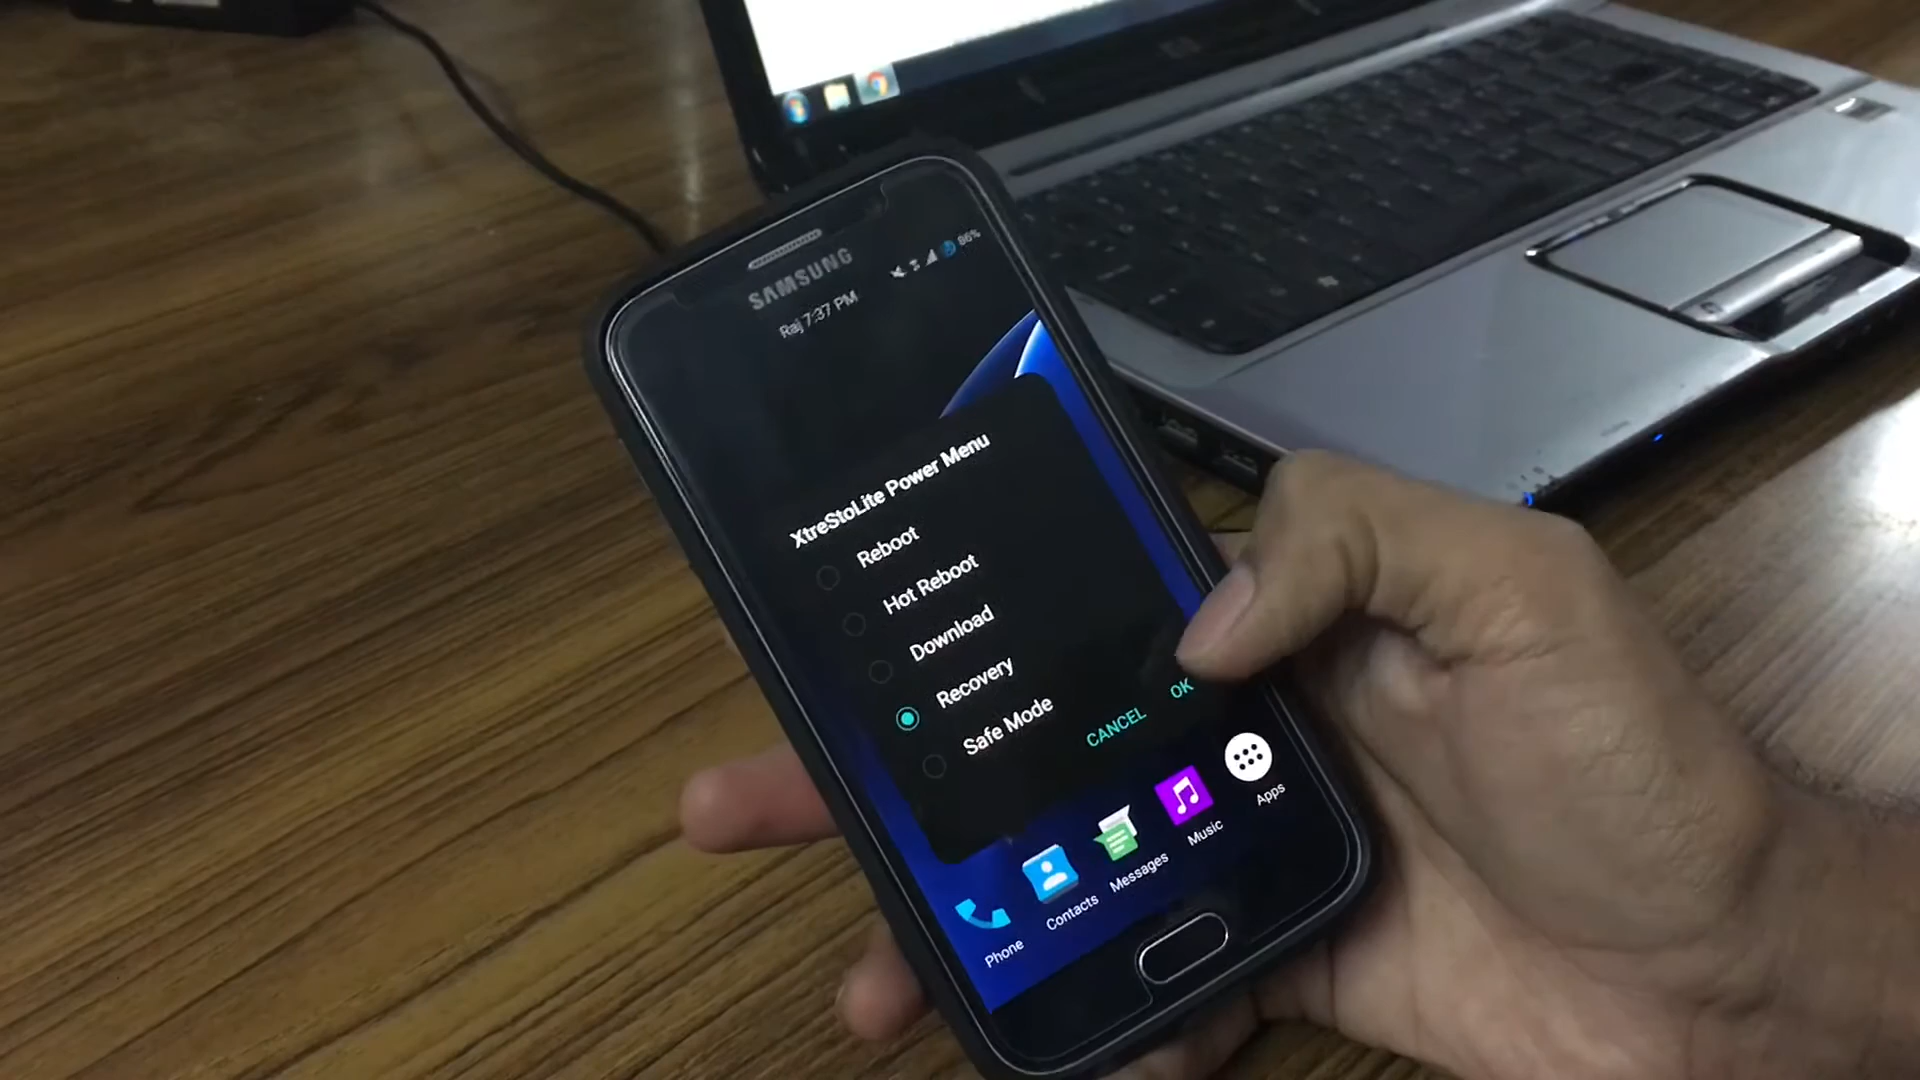 SAMSUNG
Raj 7:37 PM
86%
XtreStoLite Power Menu
Reboot
Hot Reboot
Download
Recovery
Safe Mode
CANCEL
OK
Phone
Contacts
Messages
Music
Apps